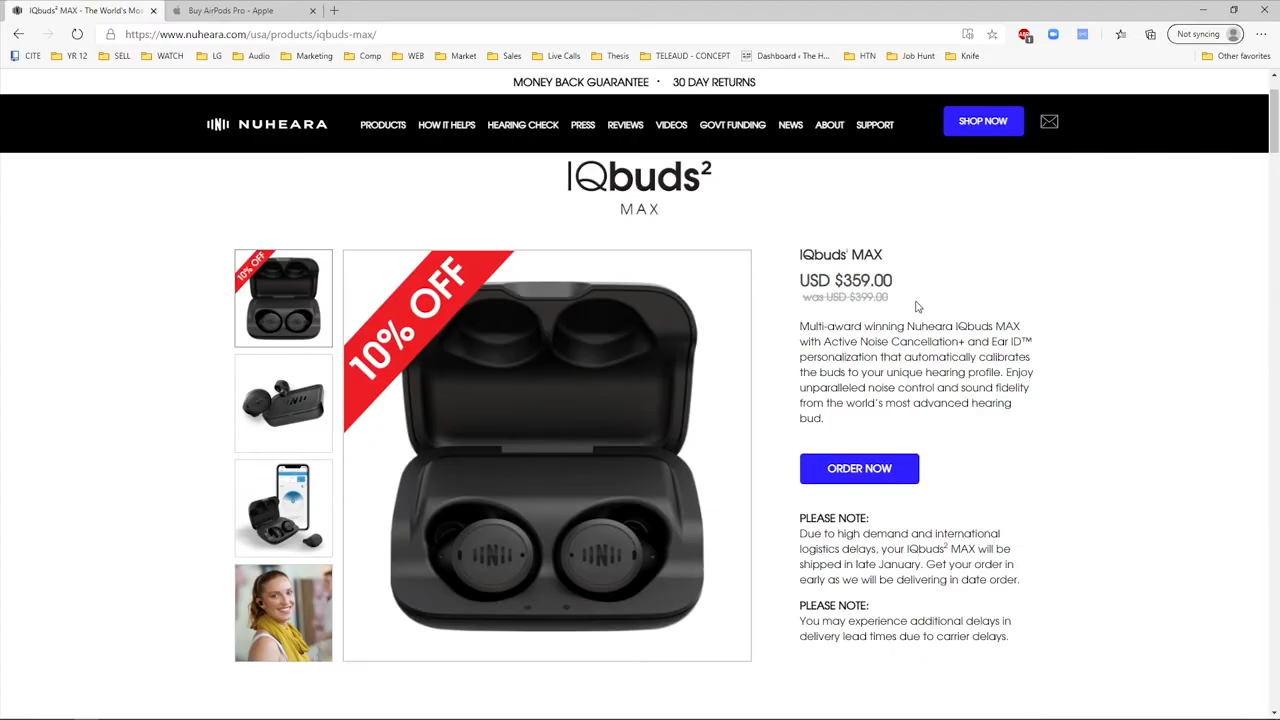 IQbuds² MAX - The World's Mos
Buy AirPods Pro - Apple
https://www.nuheara.com/usa/products/iqbuds-max/
Not syncing
CITE
YR 12
SELL
WATCH
LG
Audio
Marketing
Comp
WEB
Market
Sales
Live Calls
Thesis
TELEAUD - CONCEPT
Dashboard ‹ The H...
HTN
Job Hunt
Knife
Other favorites
MONEY BACK GUARANTEE · 30 DAY RETURNS
NUHEARA
PRODUCTS
HOW IT HELPS
HEARING CHECK
PRESS
REVIEWS
VIDEOS
GOVT FUNDING
NEWS
ABOUT
SUPPORT
SHOP NOW
IQbuds²
MAX
10% OFF
10% OFF
IQbuds² MAX
USD $359.00
was USD $399.00
Multi-award winning Nuheara IQbuds MAX
with Active Noise Cancellation+ and Ear ID™
personalization that automatically calibrates
the buds to your unique hearing profile. Enjoy
unparalleled noise control and sound fidelity
from the world's most advanced hearing
bud.
ORDER NOW
PLEASE NOTE:
Due to high demand and international
logistics delays, your IQbuds² MAX will be
shipped in late January. Get your order in
early as we will be delivering in date order.
PLEASE NOTE:
You may experience additional delays in
delivery lead times due to carrier delays.